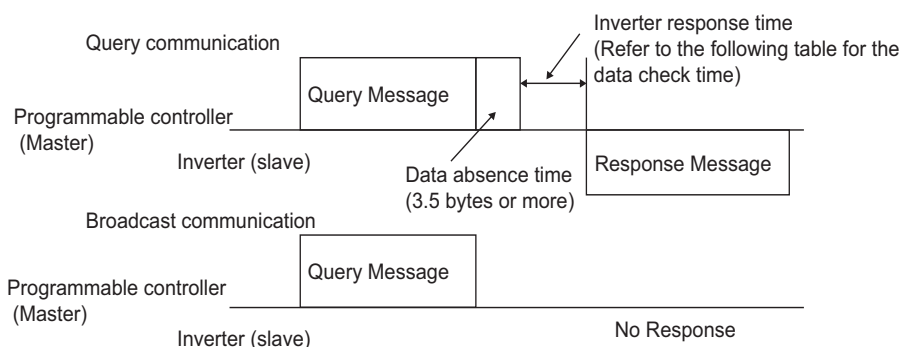 Query communication
Inverter response time
(Refer to the following table for the
data check time)
Query Message
Programmable controller
(Master)
Inverter (slave)
Data absence time
(3.5 bytes or more)
Response Message
Broadcast communication
Query Message
Programmable controller
(Master)
Inverter (slave)
No Response